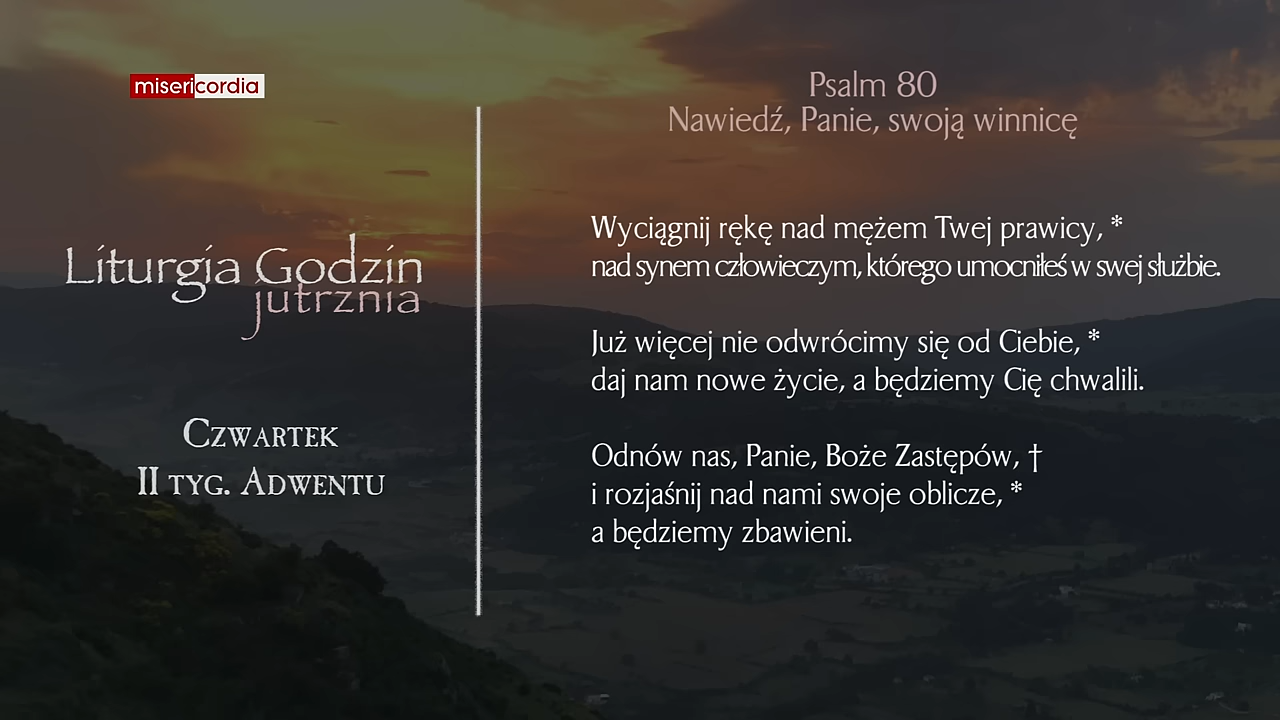 misericordia
Liturgia Godzin
jutrznia
Czwartek
II tyg. Adwentu
Psalm 80
Nawiedź, Panie, swoją winnicę
Wyciągnij rękę nad mężem Twej prawicy, *
nad synem człowieczym, którego umocniłeś w swej służbie.
Już więcej nie odwrócimy się od Ciebie, *
daj nam nowe życie, a będziemy Cię chwalili.
Odnów nas, Panie, Boże Zastępów, †
i rozjaśnij nad nami swoje oblicze, *
a będziemy zbawieni.